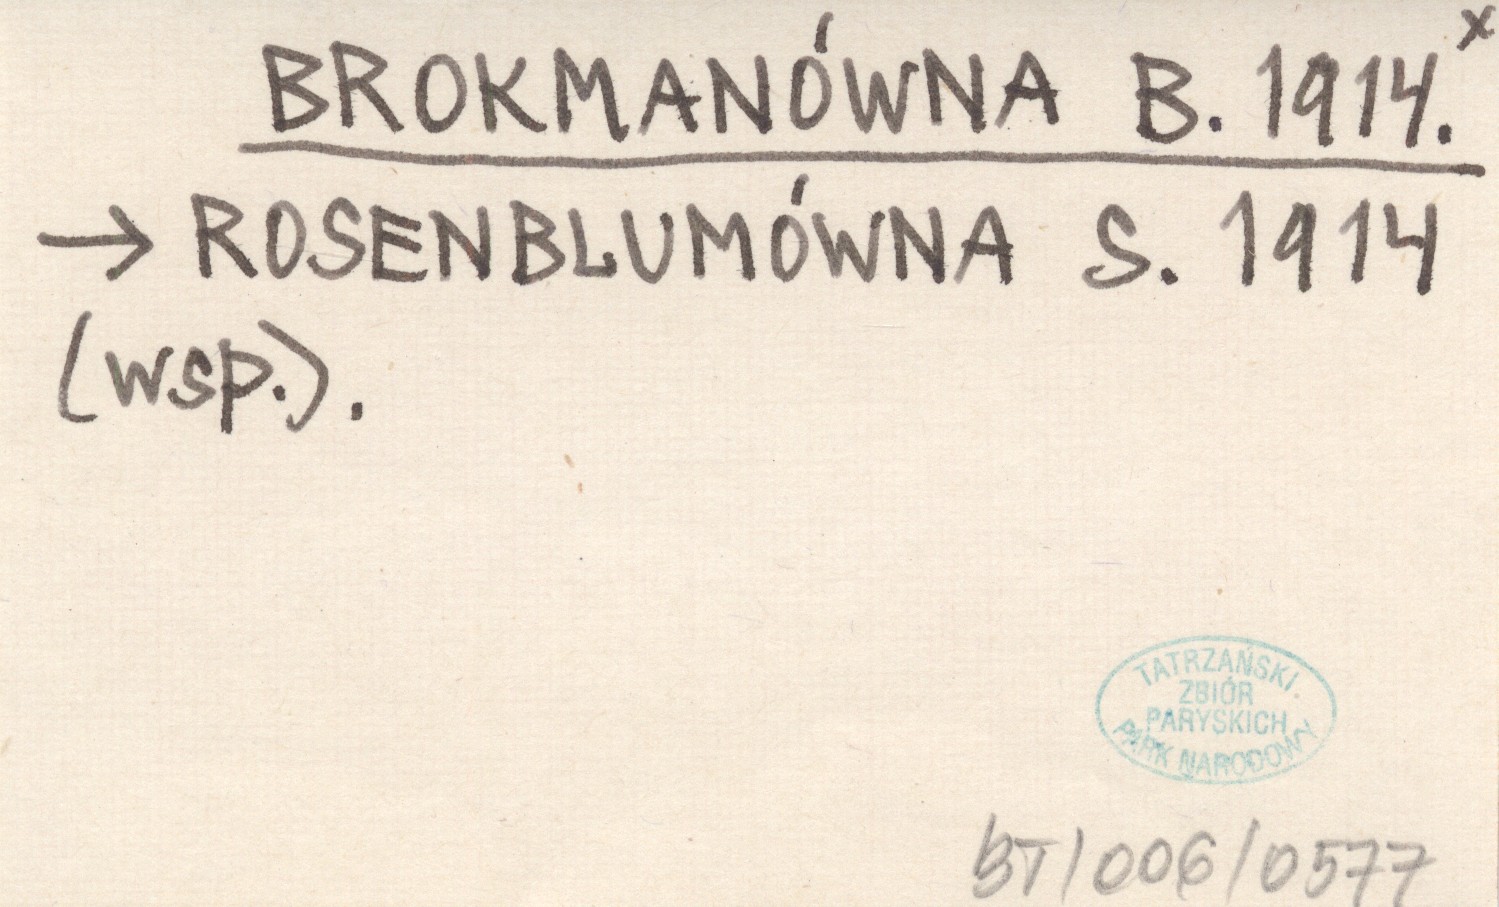 BROKMANÓWNA B. 1914.x
→ ROSENBLUMÓWNA S. 1914
(wsp.).
TATRZAŃSKI
ZBIÓR
PARYSKICH
PARK NARODOWY
BT/006/0577